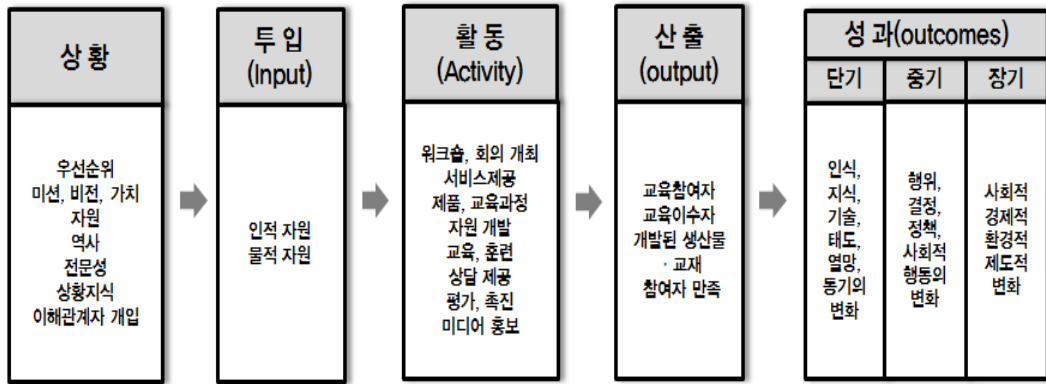 상 황
우선순위
미션, 비전, 가치
자원
역사
전문성
상황지식
이해관계자 개입
투 입
(Input)
인적 자원
물적 자원
활 동
(Activity)
워크숍, 회의 개최
서비스제공
제품, 교육과정
자원 개발
교육, 훈련
상담 제공
평가, 촉진
미디어 홍보
산 출
(output)
교육참여자
교육이수자
개발된 생산물
· 교재
참여자 만족
성 과(outcomes)
단기
인식,
지식,
기술,
태도,
열망,
동기의
변화
중기
행위,
결정,
정책,
사회적
행동의
변화
장기
사회적
경제적
환경적
제도적
변화